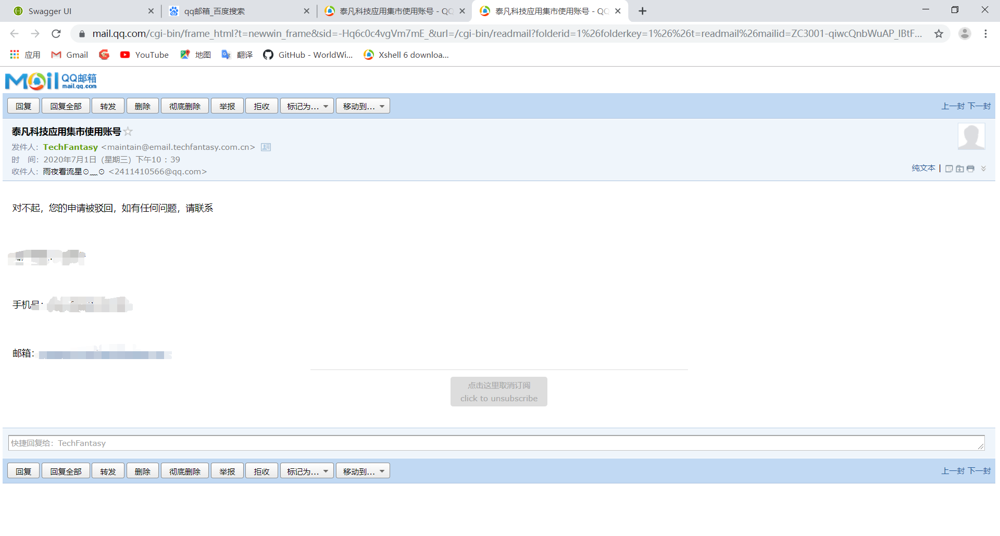 Swagger UI
qq邮箱_百度搜索
泰凡科技应用集市使用账号 - QQ
泰凡科技应用集市使用账号 - QQ
mail.qq.com/cgi-bin/frame_html?t=newwin_frame&sid=-Hq6c0c4vgVm7mE_&url=/cgi-bin/readmail?folderid=1%26folderkey=1%26%26t=readmail%26mailid=ZC3001-qiwcQnbWuAP_lBtF...
应用 Gmail YouTube 地图 翻译 GitHub - WorldWi... Xshell 6 downloa...
Mail QQ邮箱
mail.qq.com
回复 回复全部 转发 删除 彻底删除 举报 拒收 标记为... 移动到... 上一封 下一封
泰凡科技应用集市使用账号
发件人：TechFantasy <maintain@email.techfantasy.com.cn>
时 间：2020年7月1日（星期三）下午10：39
收件人：雨夜看流星⊙﹏⊙ <2411410566@qq.com>
纯文本 |
对不起，您的申请被驳回，如有任何问题，请联系
手机号：
邮箱：
点击这里取消订阅
click to unsubscribe
快捷回复给：TechFantasy
回复 回复全部 转发 删除 彻底删除 举报 拒收 标记为... 移动到... 上一封 下一封